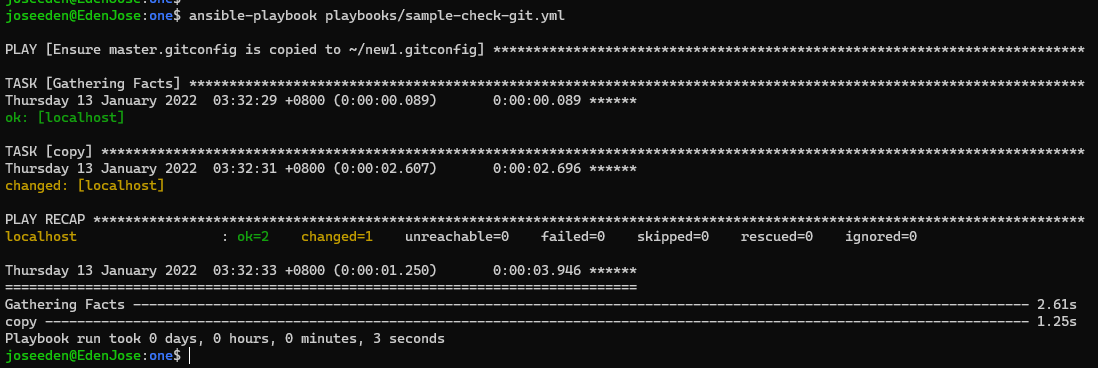 joseeden@EdenJose:one$ ansible-playbook playbooks/sample-check-git.yml
PLAY [Ensure master.gitconfig is copied to ~/new1.gitconfig] **************************************************************************
TASK [Gathering Facts] ****************************************************************************************************************
Thursday 13 January 2022  03:32:29 +0800 (0:00:00.089)       0:00:00.089 ******
ok: [localhost]
TASK [copy] ***************************************************************************************************************************
Thursday 13 January 2022  03:32:31 +0800 (0:00:02.607)       0:00:02.696 ******
changed: [localhost]
PLAY RECAP ****************************************************************************************************************************
localhost                  : ok=2    changed=1    unreachable=0    failed=0    skipped=0    rescued=0    ignored=0
Thursday 13 January 2022  03:32:33 +0800 (0:00:01.250)       0:00:03.946 ******
===============================================================================
Gathering Facts ---------------------------------------------------------------------------------------------------------------- 2.61s
copy --------------------------------------------------------------------------------------------------------------------------- 1.25s
Playbook run took 0 days, 0 hours, 0 minutes, 3 seconds
joseeden@EdenJose:one$